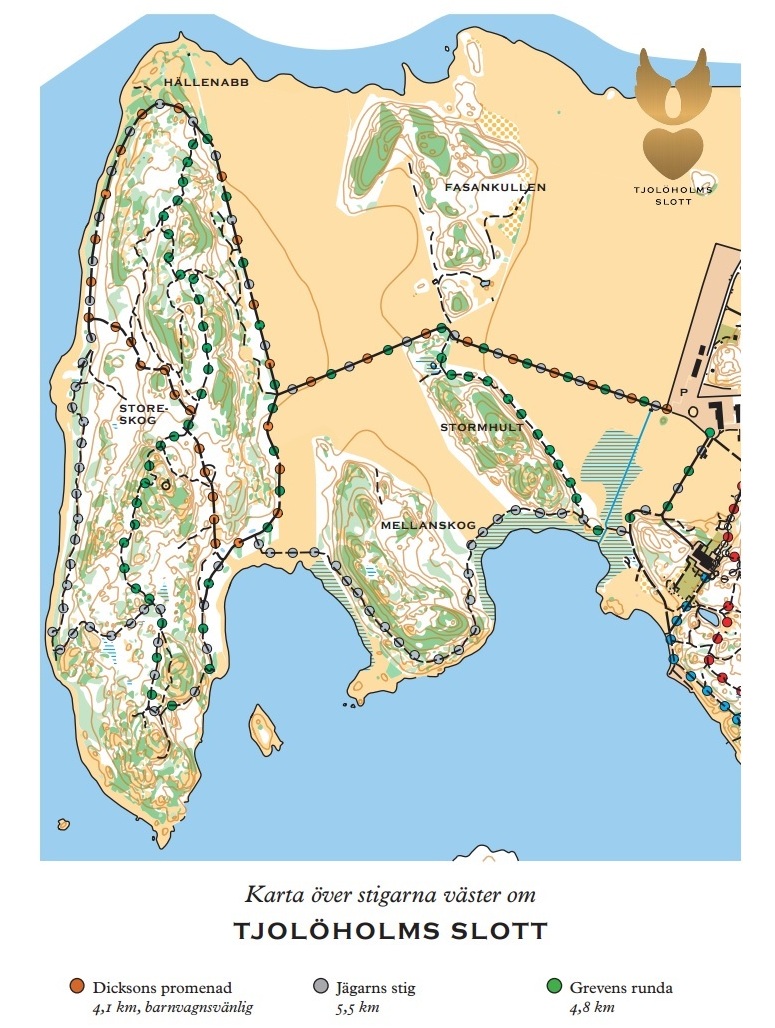 HÄLLENABB
FASANKULLEN
TJOLÖHOLMS
SLOTT
P
STORE-
SKOG
STORMHULT
MELLANSKOG
Karta över stigarna väster om
TJOLÖHOLMS SLOTT
Dicksons promenad
4,1 km, barnvagnsvänlig
Jägarns stig
5,5 km
Grevens runda
4,8 km